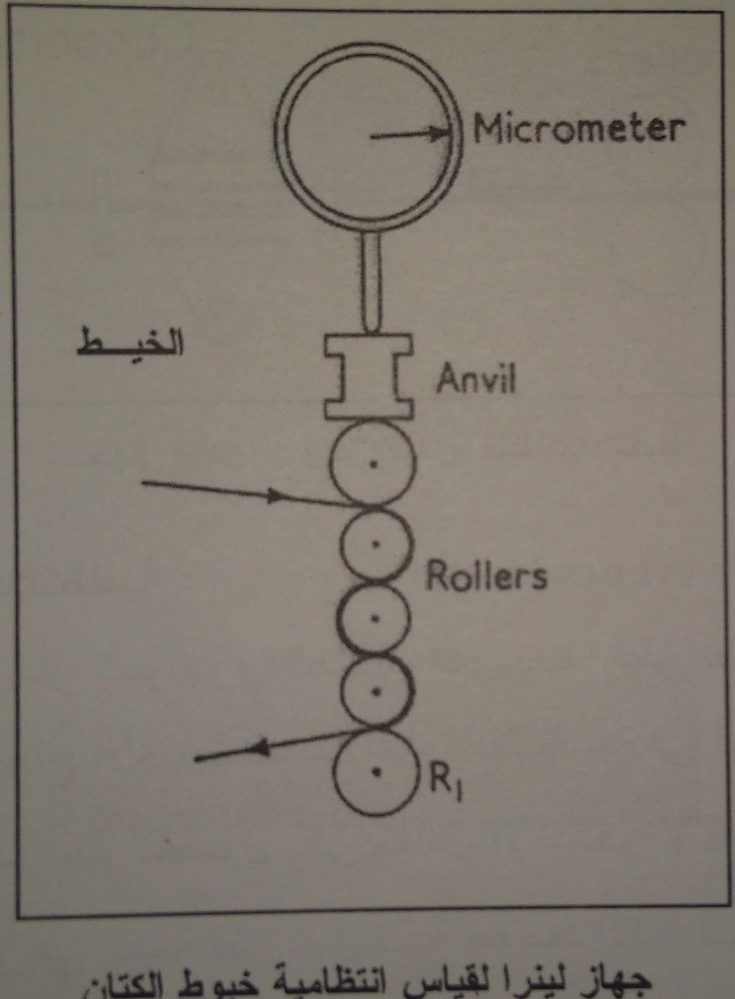 Micrometer
الخيط
Anvil
Rollers
R₁
جهاز لينرا لقياس انتظامية خيوط الكتان